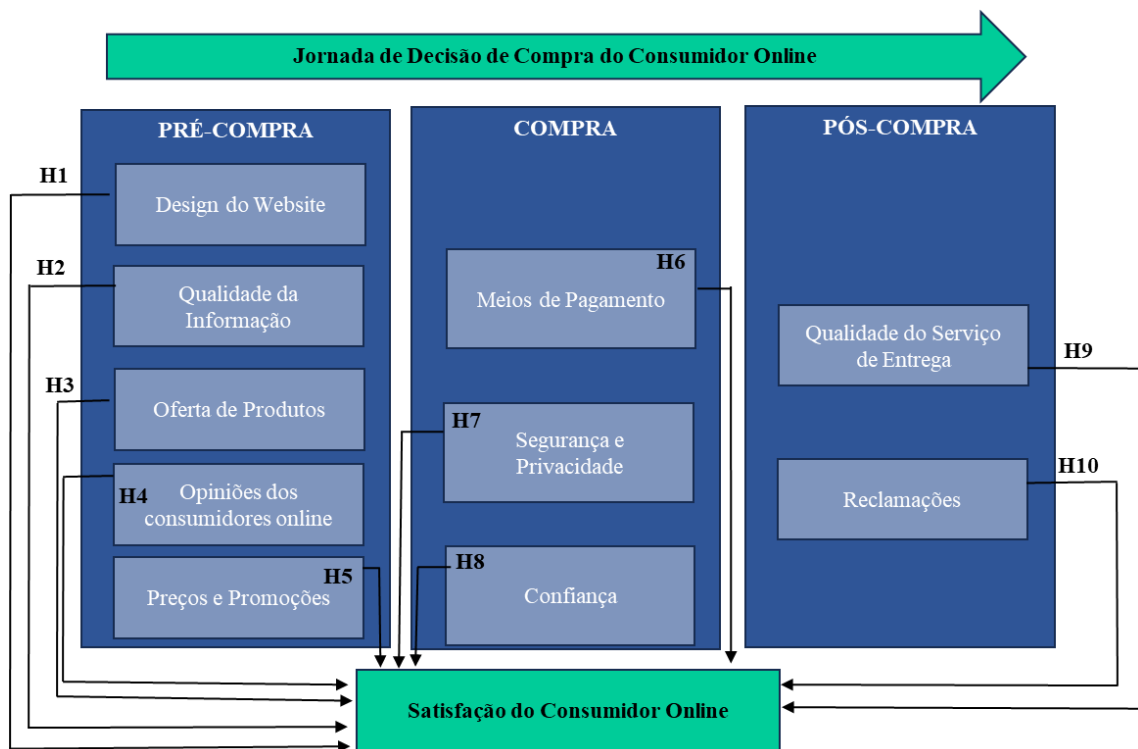 Jornada de Decisão de Compra do Consumidor Online
PRÉ-COMPRA
H1
Design do Website
H2
Qualidade da
Informação
H3
Oferta de Produtos
H4
Opiniões dos
consumidores online
H5
Preços e Promoções
COMPRA
H6
Meios de Pagamento
H7
Segurança e
Privacidade
H8
Confiança
PÓS-COMPRA
Qualidade do Serviço
de Entrega
H9
H10
Reclamações
Satisfação do Consumidor Online